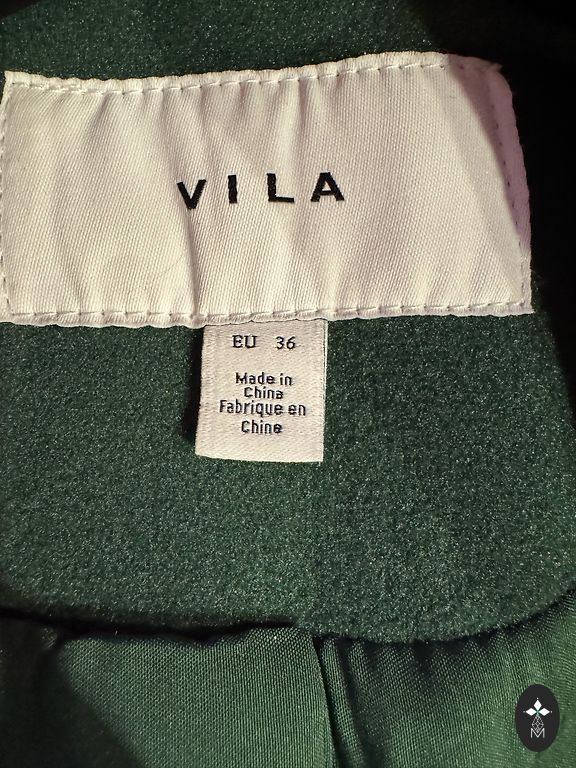 VILA
EU 36
Made in
China
Fabrique en
Chine
M